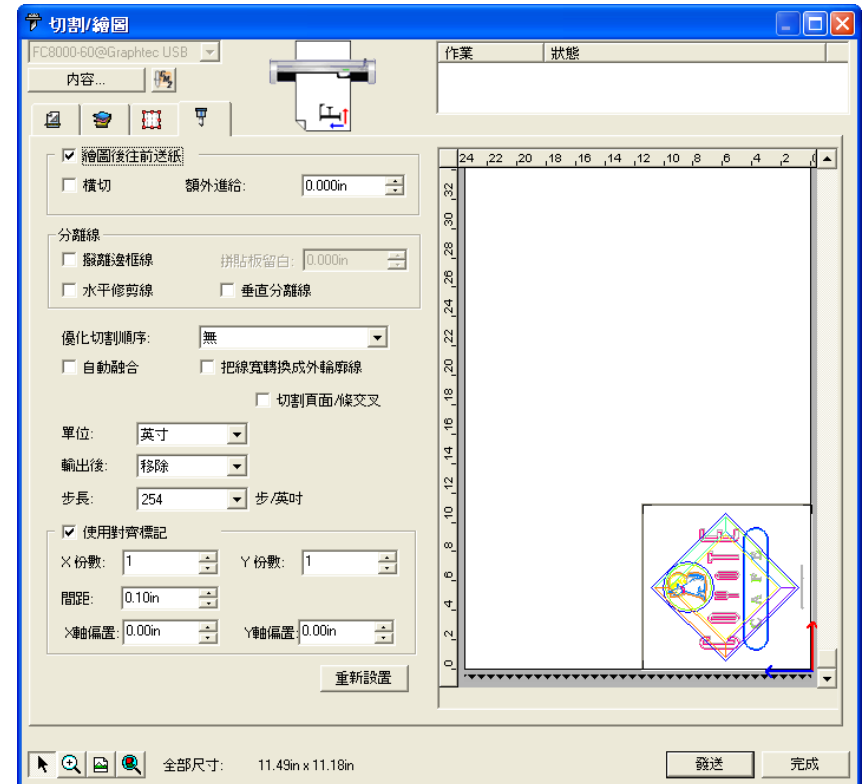 切割/繪圖
FC8000-60@Graphtec USB
內容...
作業 狀態
繪圖後往前送紙
橫切 額外進給: 0.000in
分離線
撥離邊框線 拼貼板留白: 0.000in
水平修剪線 垂直分離線
優化切割順序: 無
自動融合 把線寬轉換成外輪廓線
切割頁面/條交叉
單位: 英寸
輸出後: 移除
步長: 254 步/英吋
使用對齊標記
X份數: 1 Y份數: 1
間距: 0.10in
X軸偏置: 0.00in Y軸偏置: 0.00in
重新設置
24 22 20 18 16 14 12 10 8 6 4 2 0
32
30
28
26
24
22
20
18
16
14
12
10
8
6
4
2
0
COYOTE
CAFE
全部尺寸: 11.49in x 11.18in
發送 完成